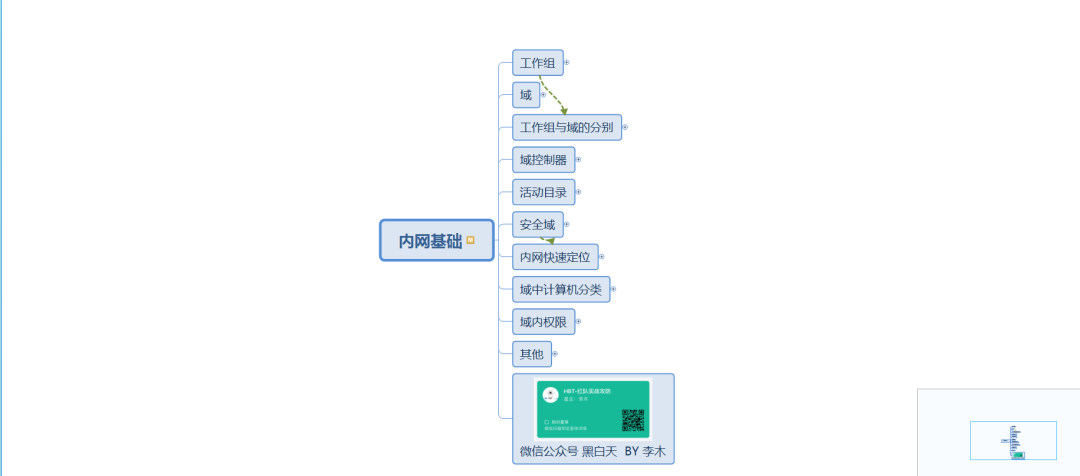 工作组
域
工作组与域的分别
域控制器
活动目录
安全域
内网基础
内网快速定位
域中计算机分类
域内权限
其他
HBT-红队实战攻防
微信公众号 黑白天 BY 李木